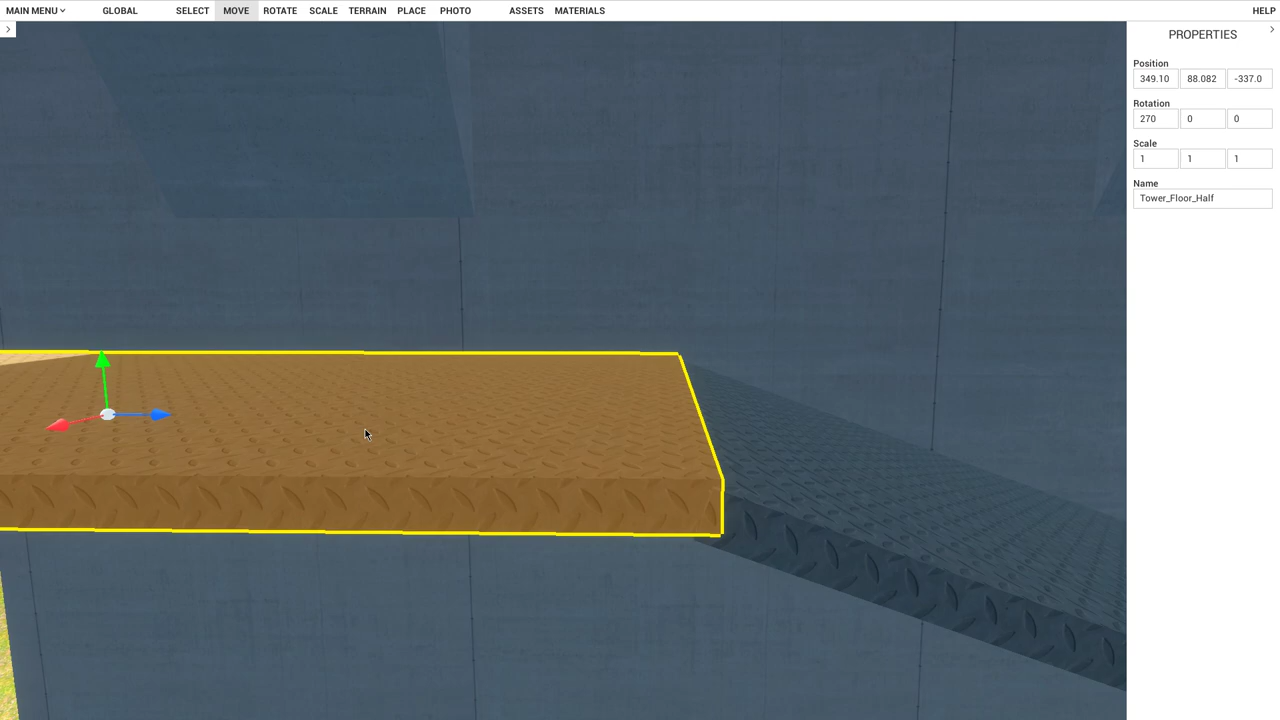 MAIN MENU GLOBAL SELECT MOVE ROTATE SCALE TERRAIN PLACE PHOTO ASSETS MATERIALS HELP
PROPERTIES
Position
349.10 88.082 -337.0
Rotation
270 0 0
Scale
1 1 1
Name
Tower_Floor_Half